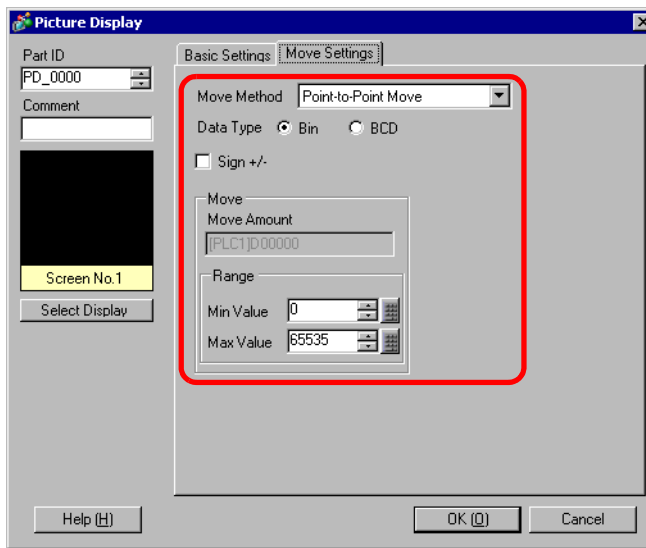 Picture Display
Part ID
PD_0000
Comment
Screen No.1
Select Display
Basic Settings Move Settings
Move Method Point-to-Point Move
Data Type Bin BCD
Sign +/-
Move
Move Amount
[PLC1]D00000
Range
Min Value 0
Max Value 65535
Help (H) OK (O) Cancel